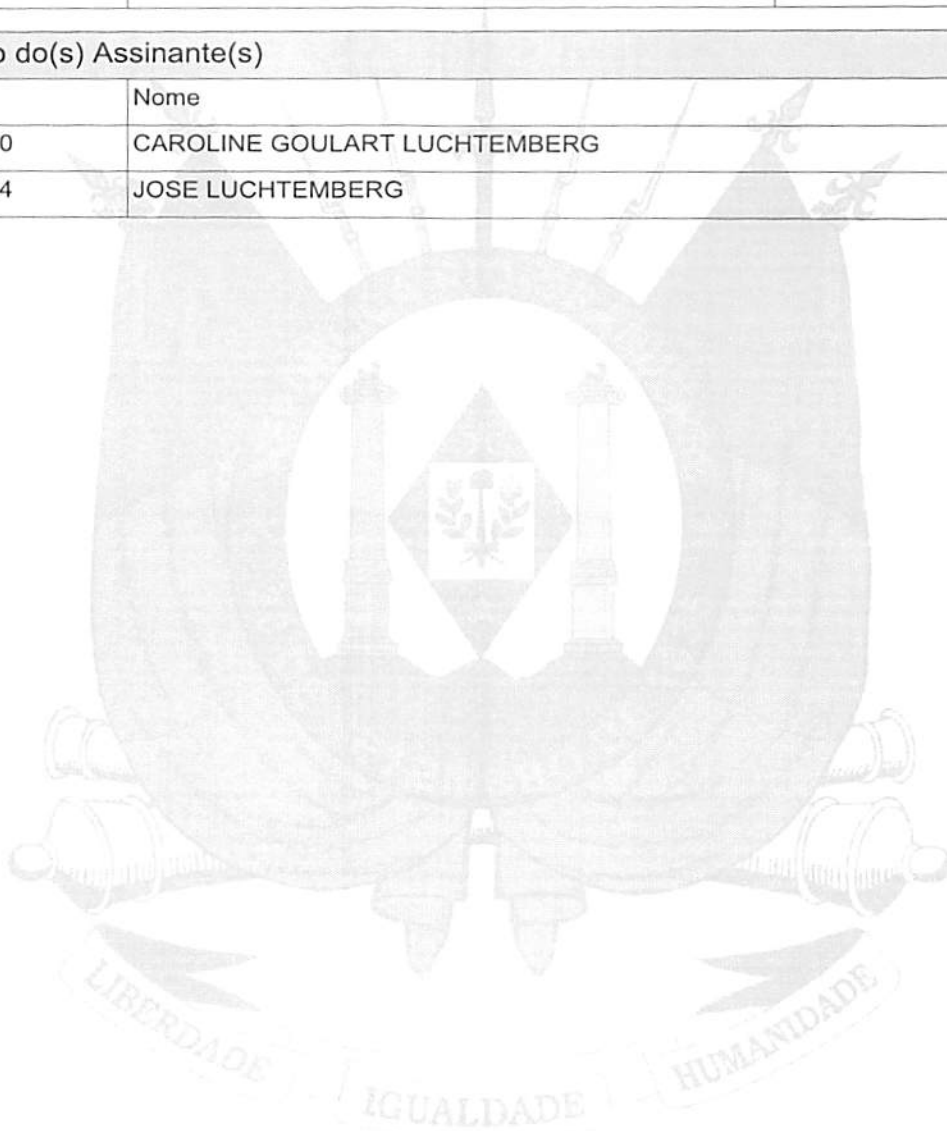 o do(s) Assinante(s)
Nome
0 CAROLINE GOULART LUCHTEMBERG
4 JOSE LUCHTEMBERG
LIBERDADE
IGUALDADE
HUMANIDADE